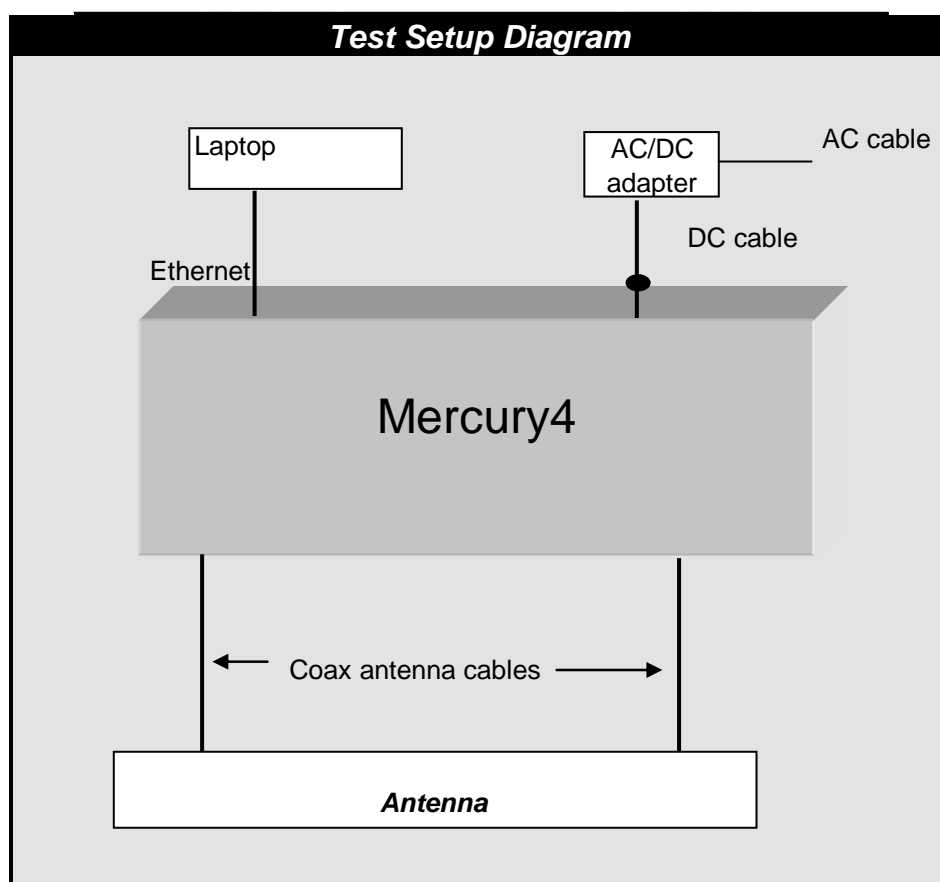 Test Setup Diagram
Laptop
AC/DC
adapter
AC cable
DC cable
Ethernet
Mercury4
Coax antenna cables
Antenna